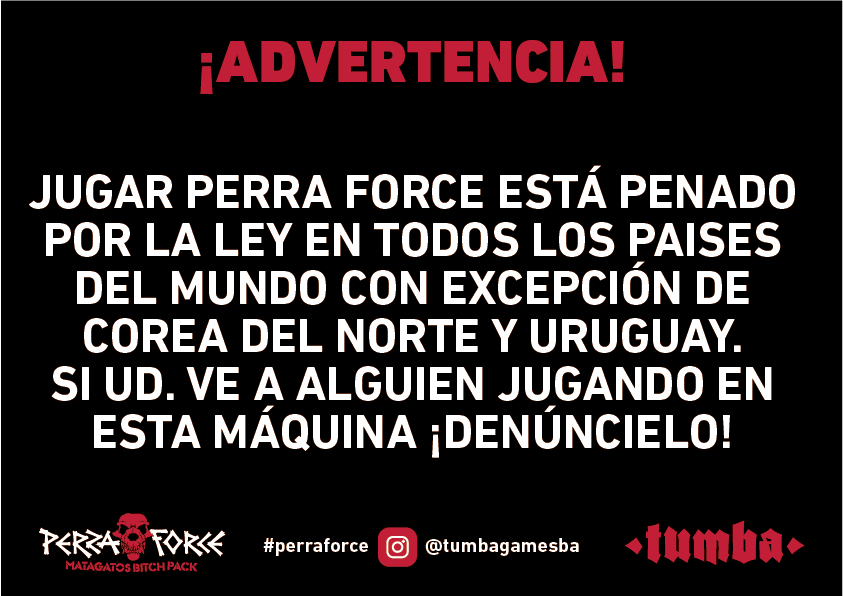 ¡ADVERTENCIA!
JUGAR PERRA FORCE ESTÁ PENADO
POR LA LEY EN TODOS LOS PAISES
DEL MUNDO CON EXCEPCIÓN DE
COREA DEL NORTE Y URUGUAY.
SI UD. VE A ALGUIEN JUGANDO EN
ESTA MÁQUINA ¡DENÚNCIELO!
PERRA FORCE
MATAGATOS BITCH PACK
#perraforce @tumbagamesba
tumba